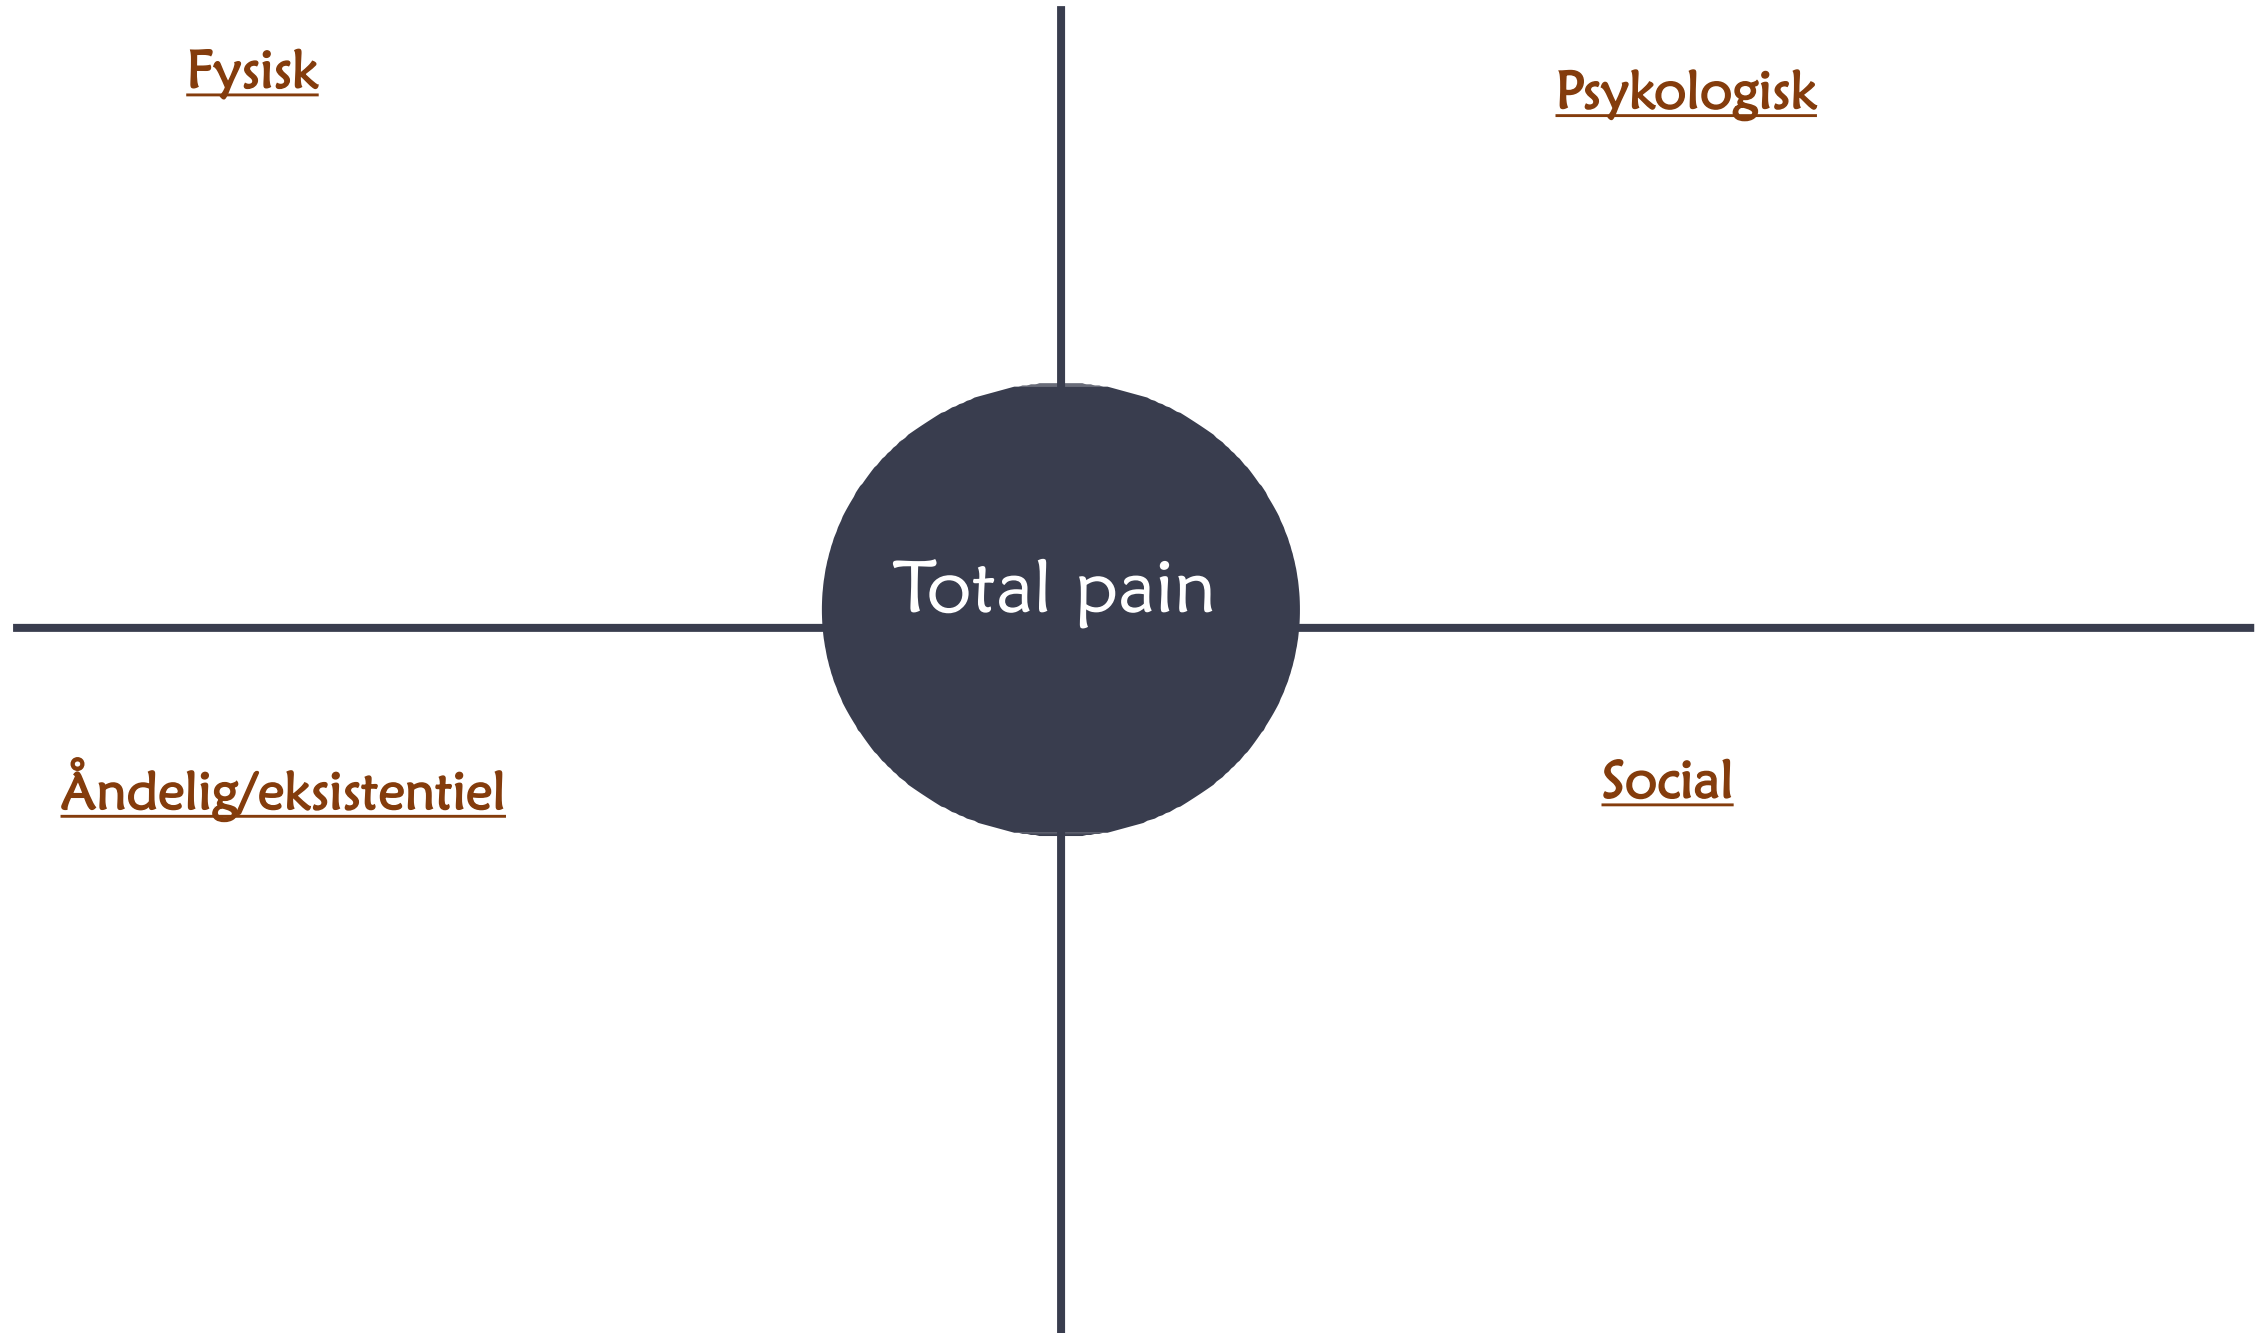 Fysisk
Psykologisk
Total pain
Åndelig/eksistentiel
Social